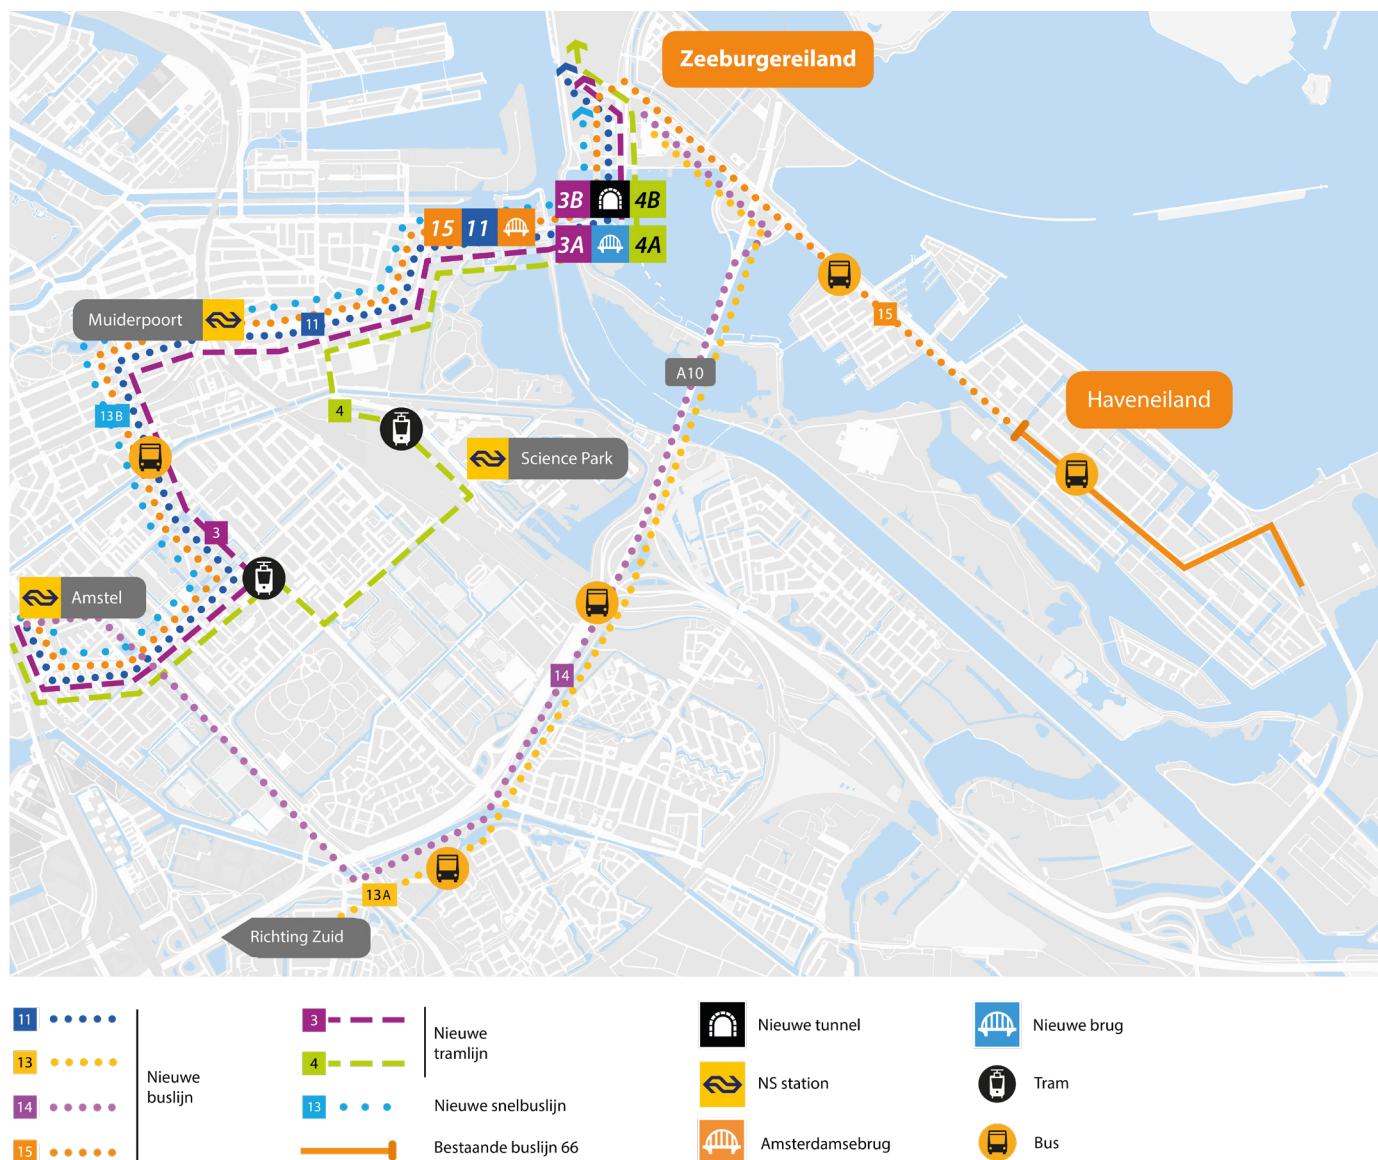 Zeeburgereiland
3B
4B
15
11
3A
4A
Muiderpoort
11
15
A10
Haveneiland
4
13B
Science Park
3
Amstel
14
13A
Richting Zuid
11
13
14
15
Nieuwe
buslijn
3
4
Nieuwe
tramlijn
13
Nieuwe snelbuslijn
Bestaande buslijn 66
Nieuwe tunnel
NS station
Amsterdamsebrug
Nieuwe brug
Tram
Bus